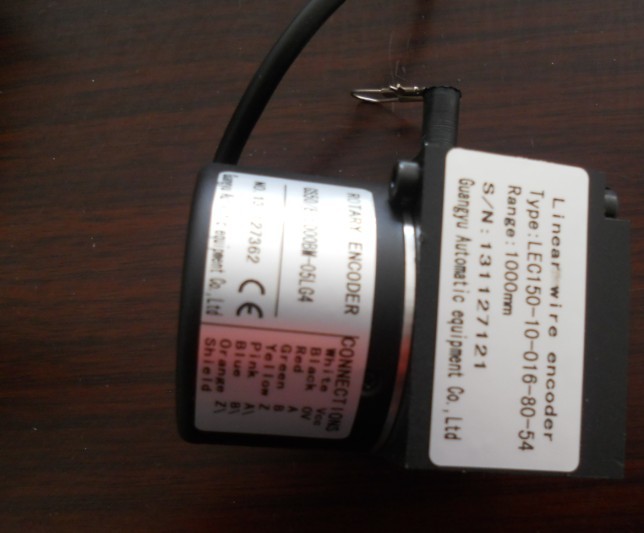 Linear wire encoder
Type:LEC150-10-016-80-54
Range:1000mm
S/N:131127121
Guangyu Automatic equipment Co.,Ltd
ROTARY ENCODER
CE
equipment Co.,Ltd
CONNECTIONS
White Vcc
Black 0V
Red A
Green B
Yellow Z
Pink A\
Blue B\
Orange Z\
Shield